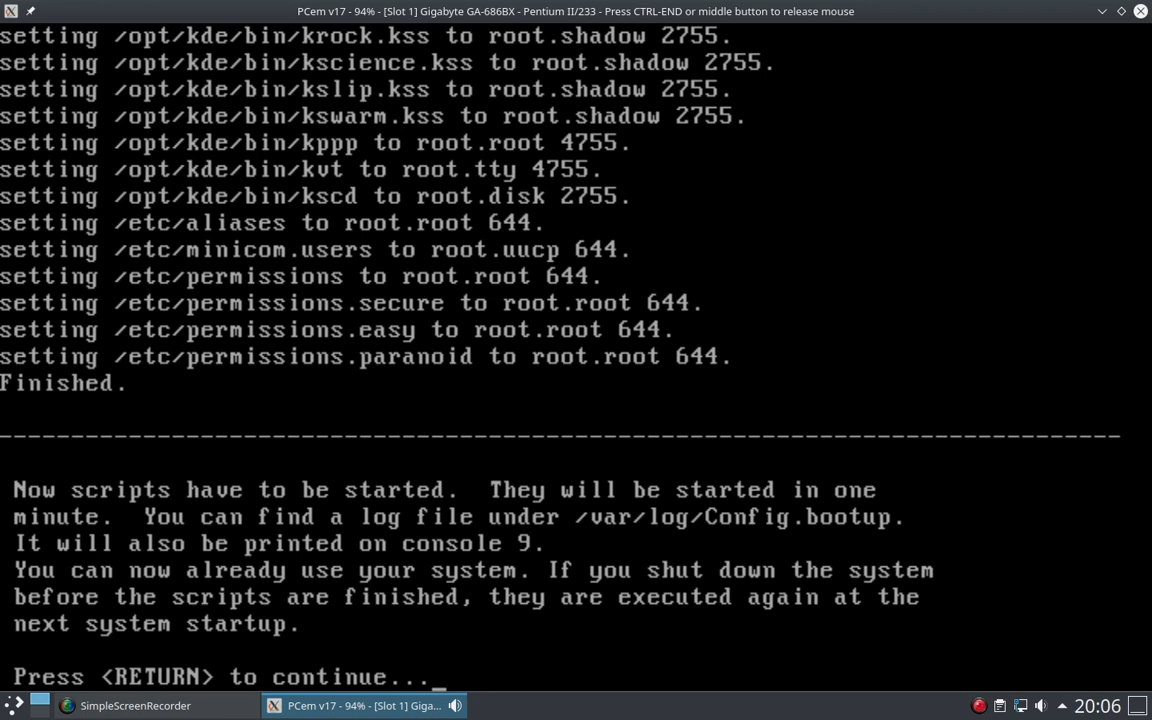 PCem v17 - 94% - [Slot 1] Gigabyte GA-686BX - Pentium II/233 - Press CTRL-END or middle button to release mouse
setting /opt/kde/bin/krock.kss to root.shadow 2755.
setting /opt/kde/bin/kscience.kss to root.shadow 2755.
setting /opt/kde/bin/kslip.kss to root.shadow 2755.
setting /opt/kde/bin/kswarm.kss to root.shadow 2755.
setting /opt/kde/bin/kppp to root.root 4755.
setting /opt/kde/bin/kvt to root.tty 4755.
setting /opt/kde/bin/kscd to root.disk 2755.
setting /etc/aliases to root.root 644.
setting /etc/minicom.users to root.uucp 644.
setting /etc/permissions to root.root 644.
setting /etc/permissions.secure to root.root 644.
setting /etc/permissions.easy to root.root 644.
setting /etc/permissions.paranoid to root.root 644.
Finished.
------------------------------------------------------------------------------
Now scripts have to be started.  They will be started in one
minute.  You can find a log file under /var/log/Config.bootup.
It will also be printed on console 9.
You can now already use your system. If you shut down the system
before the scripts are finished, they are executed again at the
next system startup.
Press <RETURN> to continue..._
SimpleScreenRecorder
PCem v17 - 94% - [Slot 1] Giga...
20:06